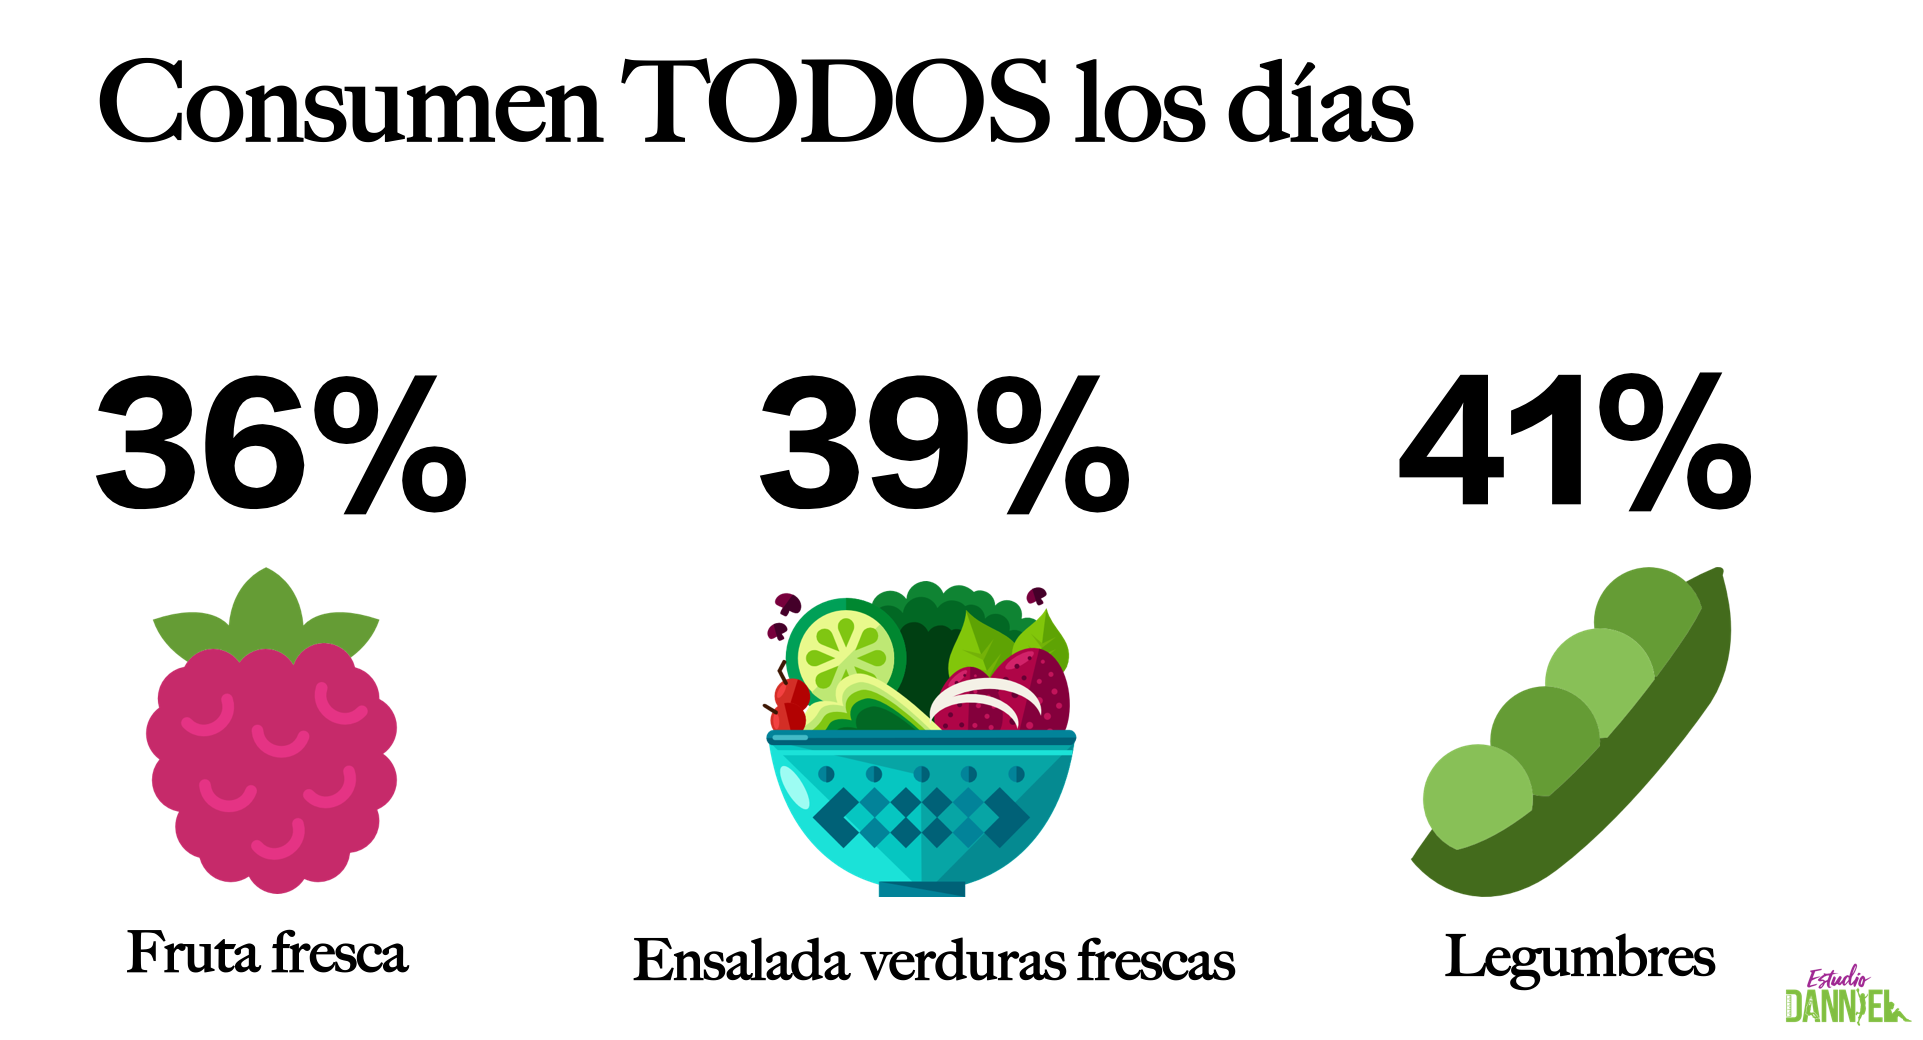 Consumen TODOS los días
36%
39%
41%
Fruta fresca
Ensalada verduras frescas
Legumbres
Estudio
DANNIEL